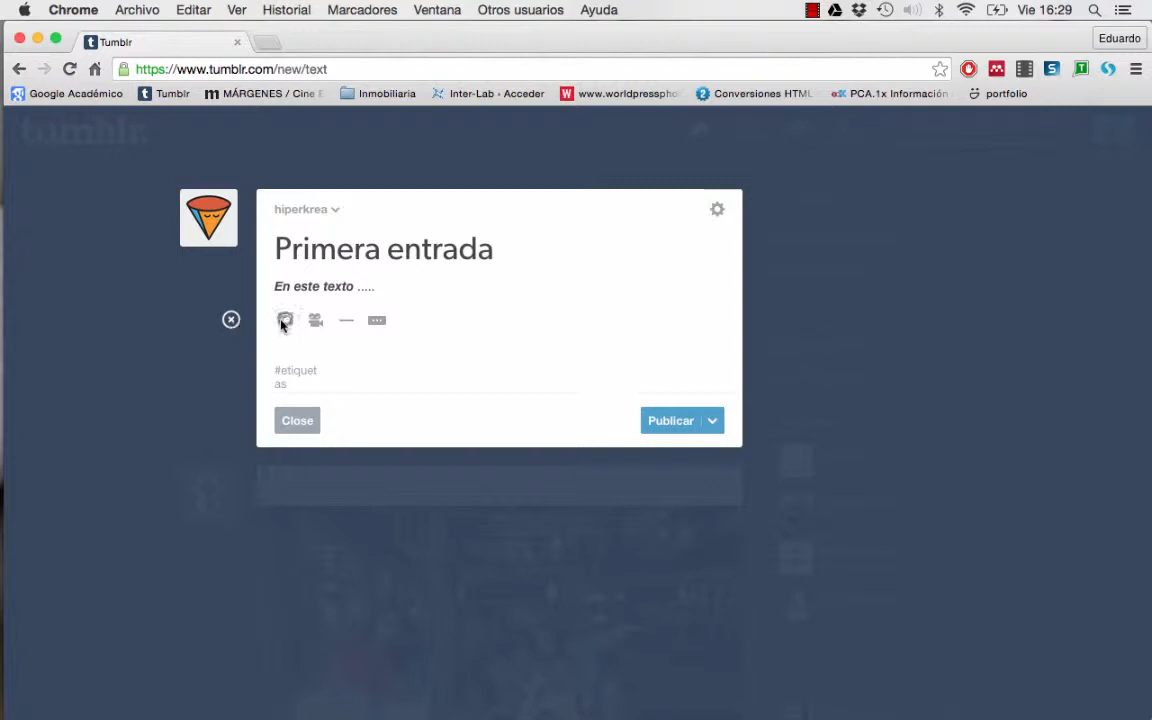 Chrome Archivo Editar Ver Historial Marcadores Ventana Otros usuarios Ayuda Vie 16:29
Tumblr Eduardo
https://www.tumblr.com/new/text
Google Académico Tumblr MÁRGENES / Cine E Inmobiliaria Inter-Lab › Acceder www.worldpresspho Conversiones HTML PCA.1x Información portfolio
tumblr.
hiperkrea
Primera entrada
En este texto .....
#etiquet
as
Close Publicar